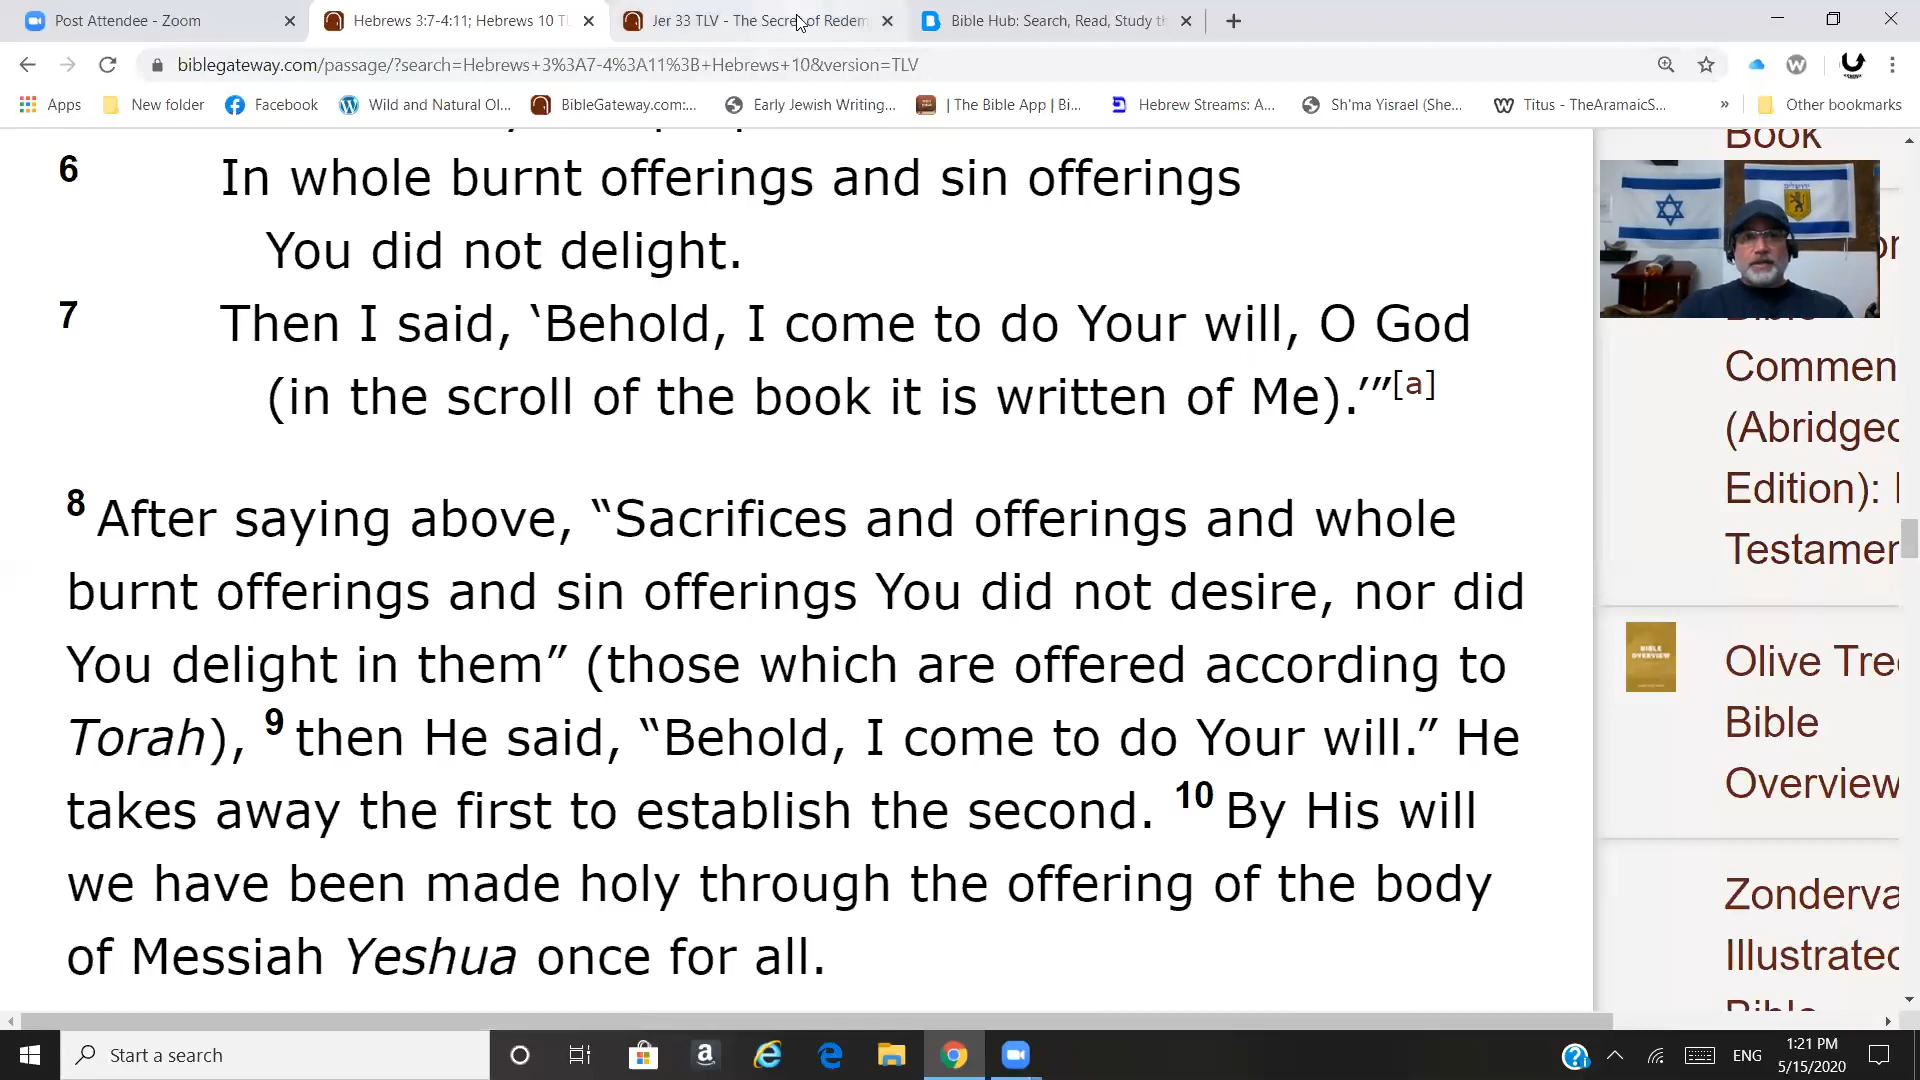 Post Attendee - Zoom
Hebrews 3:7-4:11; Hebrews 10 TL
Jer 33 TLV - The Secret of Redem
Bible Hub: Search, Read, Study th
biblegateway.com/passage/?search=Hebrews+3%3A7-4%3A11%3B+Hebrews+10&version=TLV
Apps
New folder
Facebook
Wild and Natural Ol...
BibleGateway.com:...
Early Jewish Writing...
| The Bible App | Bi...
Hebrew Streams: A...
Sh'ma Yisrael (She...
Titus - TheAramaicS...
»
Other bookmarks
6 In whole burnt offerings and sin offerings
You did not delight.
7 Then I said, ‘Behold, I come to do Your will, O God
(in the scroll of the book it is written of Me).’”[a]
8 After saying above, “Sacrifices and offerings and whole
burnt offerings and sin offerings You did not desire, nor did
You delight in them” (those which are offered according to
Torah), 9 then He said, “Behold, I come to do Your will.” He
takes away the first to establish the second. 10 By His will
we have been made holy through the offering of the body
of Messiah Yeshua once for all.
Book
Commen
(Abridged
Edition):
Testamen
BIBLE
OVERVIEW
Olive Tree
Bible
Overview
Zonderva
Illustrated
Bible
Start a search
ENG
1:21 PM
5/15/2020